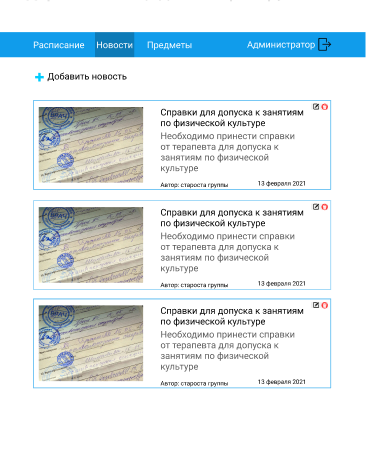 Расписание Новости Предметы Администратор
Добавить новость
Справки для допуска к занятиям
по физической культуре
Необходимо принести справки
от терапевта для допуска к
занятиям по физической
культуре
Автор: староста группы 13 февраля 2021
Справки для допуска к занятиям
по физической культуре
Необходимо принести справки
от терапевта для допуска к
занятиям по физической
культуре
Автор: староста группы 13 февраля 2021
Справки для допуска к занятиям
по физической культуре
Необходимо принести справки
от терапевта для допуска к
занятиям по физической
культуре
Автор: староста группы 13 февраля 2021